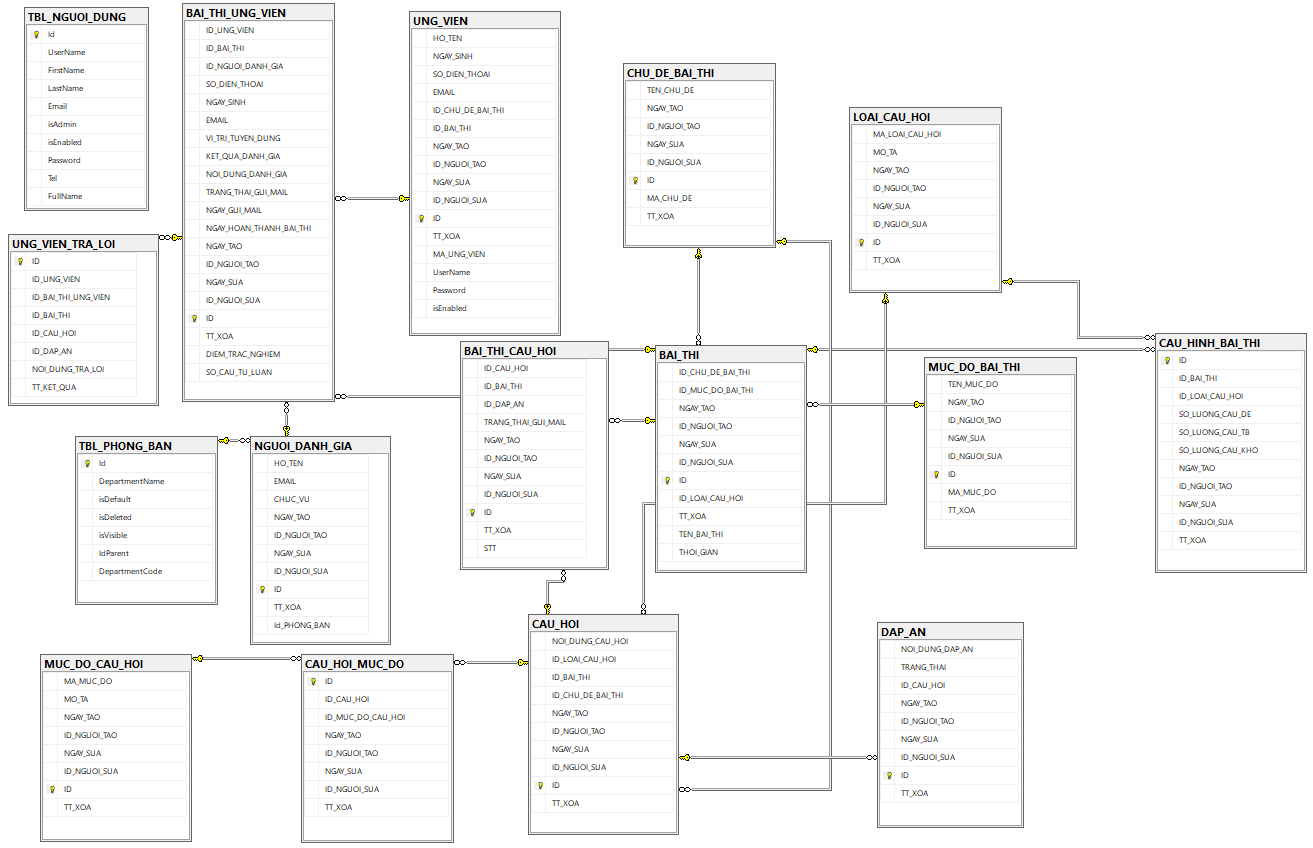 TBL_NGUOI_DUNG
Id
UserName
FirstName
LastName
Email
isAdmin
isEnabled
Password
Tel
FullName
BAI_THI_UNG_VIEN
ID_UNG_VIEN
ID_BAI_THI
ID_NGUOI_DANH_GIA
SO_DIEN_THOAI
NGAY_SINH
EMAIL
VI_TRI_TUYEN_DUNG
KET_QUA_DANH_GIA
NOI_DUNG_DANH_GIA
TRANG_THAI_GUI_MAIL
NGAY_GUI_MAIL
NGAY_HOAN_THANH_BAI_THI
NGAY_TAO
ID_NGUOI_TAO
NGAY_SUA
ID_NGUOI_SUA
ID
TT_XOA
DIEM_TRAC_NGHIEM
SO_CAU_TU_LUAN
UNG_VIEN
HO_TEN
NGAY_SINH
SO_DIEN_THOAI
EMAIL
ID_CHU_DE_BAI_THI
ID_BAI_THI
NGAY_TAO
ID_NGUOI_TAO
NGAY_SUA
ID_NGUOI_SUA
ID
TT_XOA
MA_UNG_VIEN
UserName
Password
isEnabled
CHU_DE_BAI_THI
TEN_CHU_DE
NGAY_TAO
ID_NGUOI_TAO
NGAY_SUA
ID_NGUOI_SUA
ID
MA_CHU_DE
TT_XOA
LOAI_CAU_HOI
MA_LOAI_CAU_HOI
MO_TA
NGAY_TAO
ID_NGUOI_TAO
NGAY_SUA
ID_NGUOI_SUA
ID
TT_XOA
UNG_VIEN_TRA_LOI
ID
ID_UNG_VIEN
ID_BAI_THI_UNG_VIEN
ID_BAI_THI
ID_CAU_HOI
ID_DAP_AN
NOI_DUNG_TRA_LOI
TT_KET_QUA
BAI_THI_CAU_HOI
ID_CAU_HOI
ID_BAI_THI
ID_DAP_AN
TRANG_THAI_GUI_MAIL
NGAY_TAO
ID_NGUOI_TAO
NGAY_SUA
ID_NGUOI_SUA
ID
TT_XOA
STT
BAI_THI
ID_CHU_DE_BAI_THI
ID_MUC_DO_BAI_THI
NGAY_TAO
ID_NGUOI_TAO
NGAY_SUA
ID_NGUOI_SUA
ID
ID_LOAI_CAU_HOI
TT_XOA
TEN_BAI_THI
THOI_GIAN
MUC_DO_BAI_THI
TEN_MUC_DO
NGAY_TAO
ID_NGUOI_TAO
NGAY_SUA
ID_NGUOI_SUA
ID
MA_MUC_DO
TT_XOA
CAU_HINH_BAI_THI
ID
ID_BAI_THI
ID_LOAI_CAU_HOI
SO_LUONG_CAU_DE
SO_LUONG_CAU_TB
SO_LUONG_CAU_KHO
NGAY_TAO
ID_NGUOI_TAO
NGAY_SUA
ID_NGUOI_SUA
TT_XOA
TBL_PHONG_BAN
Id
DepartmentName
isDefault
isDeleted
isVisible
IdParent
DepartmentCode
NGUOI_DANH_GIA
HO_TEN
EMAIL
CHUC_VU
NGAY_TAO
ID_NGUOI_TAO
NGAY_SUA
ID_NGUOI_SUA
ID
TT_XOA
Id_PHONG_BAN
MUC_DO_CAU_HOI
MA_MUC_DO
MO_TA
NGAY_TAO
ID_NGUOI_TAO
NGAY_SUA
ID_NGUOI_SUA
ID
TT_XOA
CAU_HOI_MUC_DO
ID
ID_CAU_HOI
ID_MUC_DO_CAU_HOI
NGAY_TAO
ID_NGUOI_TAO
NGAY_SUA
ID_NGUOI_SUA
TT_XOA
CAU_HOI
NOI_DUNG_CAU_HOI
ID_LOAI_CAU_HOI
ID_BAI_THI
ID_CHU_DE_BAI_THI
NGAY_TAO
ID_NGUOI_TAO
NGAY_SUA
ID_NGUOI_SUA
ID
TT_XOA
DAP_AN
NOI_DUNG_DAP_AN
TRANG_THAI
ID_CAU_HOI
NGAY_TAO
ID_NGUOI_TAO
NGAY_SUA
ID_NGUOI_SUA
ID
TT_XOA